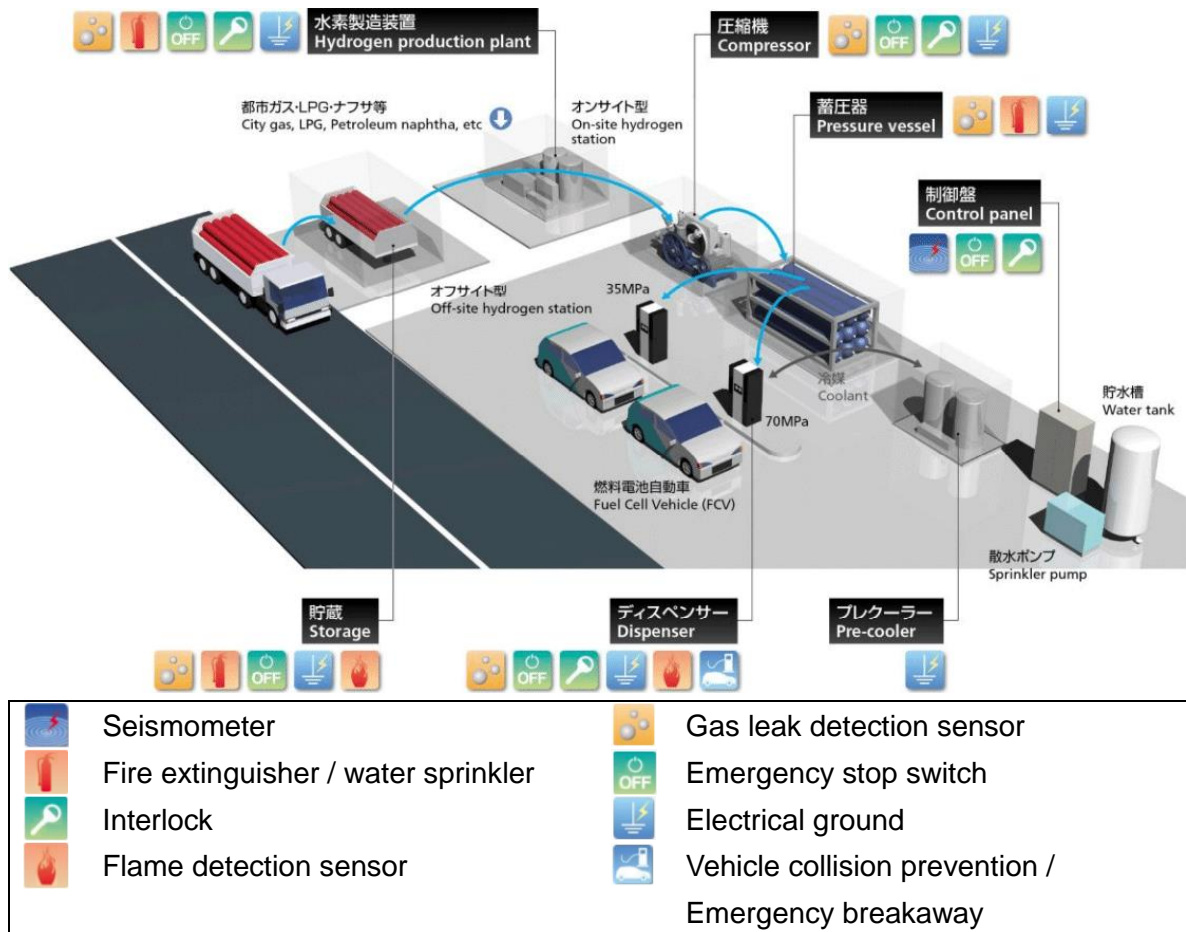 水素製造装置
Hydrogen production plant
圧縮機
Compressor
都市ガス・LPG・ナフサ等
City gas, LPG, Petroleum naphtha, etc
オンサイト型
On-site hydrogen
station
蓄圧器
Pressure vessel
制御盤
Control panel
OFF
OFF
OFF
オフサイト型
Off-site hydrogen station
35MPa
70MPa
冷媒
Coolant
貯水槽
Water tank
燃料電池自動車
Fuel Cell Vehicle (FCV)
散水ポンプ
Sprinkler pump
貯蔵
Storage
ディスペンサー
Dispenser
プレクーラー
Pre-cooler
OFF
OFF
Seismometer
Gas leak detection sensor
Fire extinguisher / water sprinkler
OFF
Emergency stop switch
Interlock
Electrical ground
Flame detection sensor
Vehicle collision prevention /
Emergency breakaway